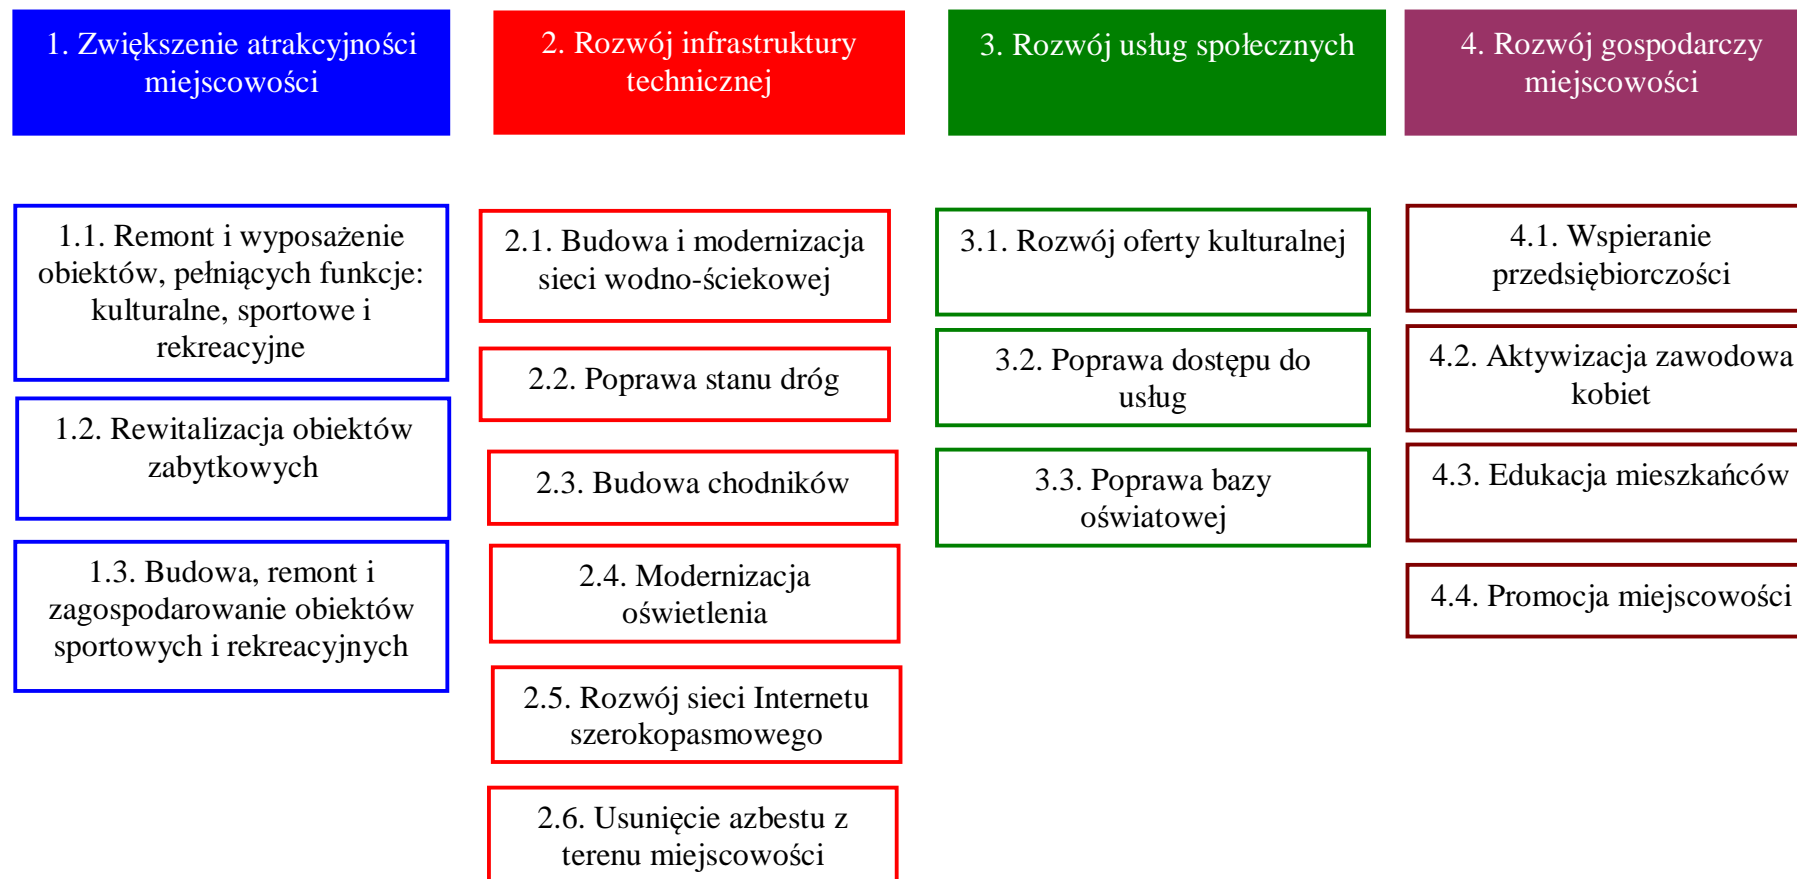 1. Zwiększenie atrakcyjności
miejscowości
2. Rozwój infrastruktury
technicznej
3. Rozwój usług społecznych
4. Rozwój gospodarczy
miejscowości
1.1. Remont i wyposażenie
obiektów, pełniących funkcje:
kulturalne, sportowe i
rekreacyjne
1.2. Rewitalizacja obiektów
zabytkowych
1.3. Budowa, remont i
zagospodarowanie obiektów
sportowych i rekreacyjnych
2.1. Budowa i modernizacja
sieci wodno-ściekowej
2.2. Poprawa stanu dróg
2.3. Budowa chodników
2.4. Modernizacja
oświetlenia
2.5. Rozwój sieci Internetu
szerokopasmowego
2.6. Usunięcie azbestu z
terenu miejscowości
3.1. Rozwój oferty kulturalnej
3.2. Poprawa dostępu do
usług
3.3. Poprawa bazy
oświatowej
4.1. Wspieranie
przedsiębiorczości
4.2. Aktywizacja zawodowa
kobiet
4.3. Edukacja mieszkańców
4.4. Promocja miejscowości